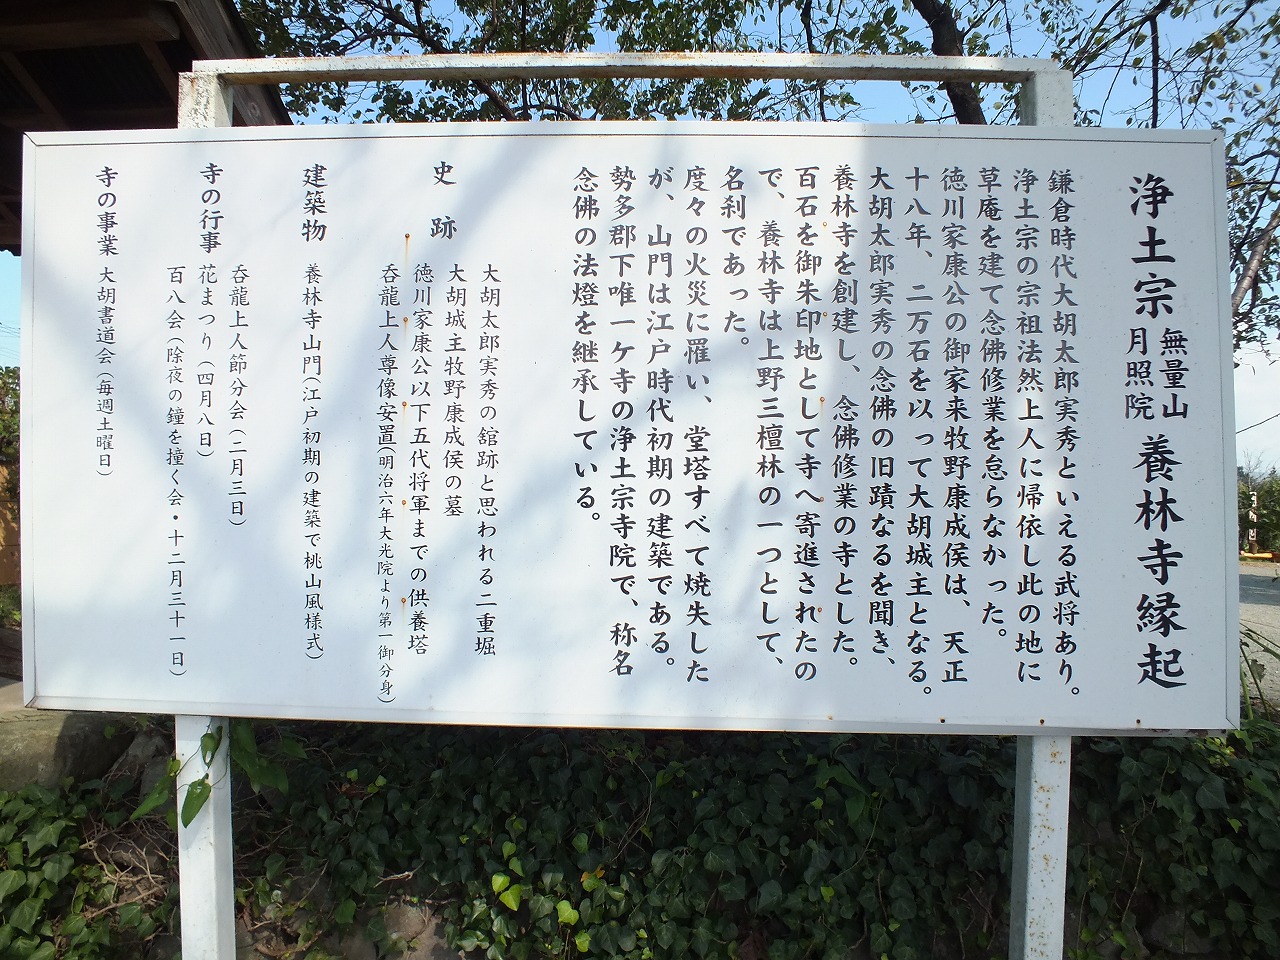 浄土宗 無量山 月照院 養林寺縁起
鎌倉時代大胡太郎実秀といえる武将あり。
浄土宗の宗祖法然上人に帰依し此の地に
草庵を建て念佛修業を怠らなかった。
徳川家康公の御家来牧野康成侯は、天正
十八年、二万石を以って大胡城主となる。
大胡太郎実秀の念佛の旧蹟なるを聞き、
養林寺を創建し、念佛修業の寺とした。
百石を御朱印地として寺へ寄進されたの
で、養林寺は上野三檀林の一つとして、
名刹であった。
度々の火災に罹い、堂塔すべて焼失した
が、山門は江戸時代初期の建築である。
勢多郡下唯一ケ寺の浄土宗寺院で、称名
念佛の法燈を継承している。
史跡
大胡太郎実秀の舘跡と思われる二重堀
大胡城主牧野康成侯の墓
徳川家康公以下五代将軍までの供養塔
呑龍上人尊像安置(明治六年大光院より第一御分身)
建築物 養林寺山門(江戸初期の建築で桃山風様式)
寺の行事
呑龍上人節分会(二月三日)
花まつり(四月八日)
百八会(除夜の鐘を撞く会・十二月三十一日)
寺の事業 大胡書道会(毎週土曜日)